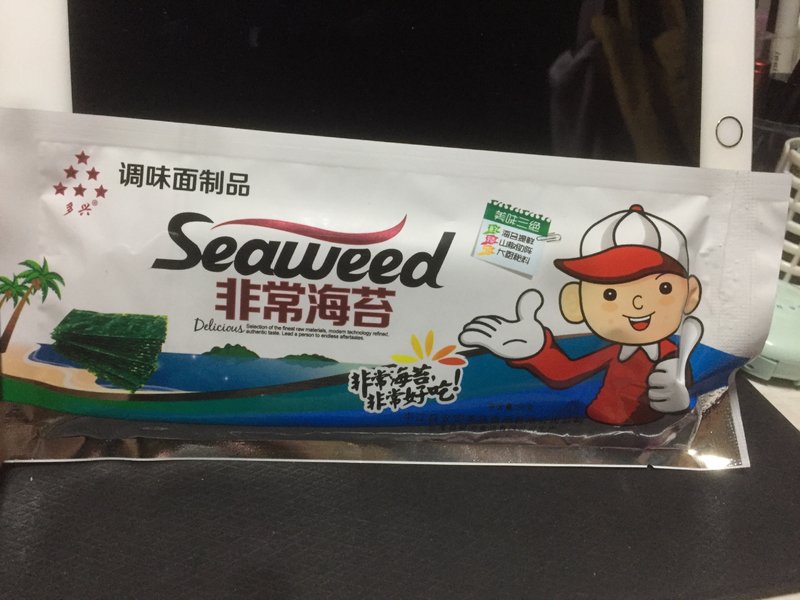 多兴®
调味面制品
Seaweed
非常海苔
Delicious
Selection of the finest raw materials, modern technology refined,
authentic taste. Lead a person to endless aftertastes.
美味三绝
非常海苔,
非常好吃!